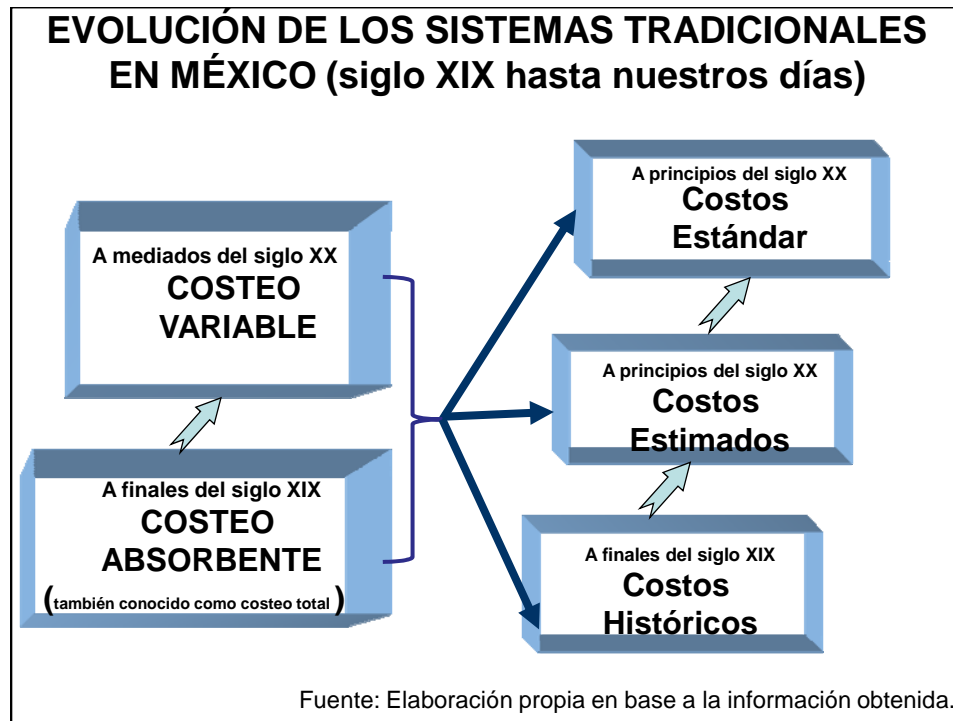 EVOLUCIÓN DE LOS SISTEMAS TRADICIONALES
EN MÉXICO (siglo XIX hasta nuestros días)
A mediados del siglo XX
COSTEO
VARIABLE
A finales del siglo XIX
COSTEO
ABSORBENTE
(también conocido como costeo total )
A principios del siglo XX
Costos
Estándar
A principios del siglo XX
Costos
Estimados
A finales del siglo XIX
Costos
Históricos
Fuente: Elaboración propia en base a la información obtenida.